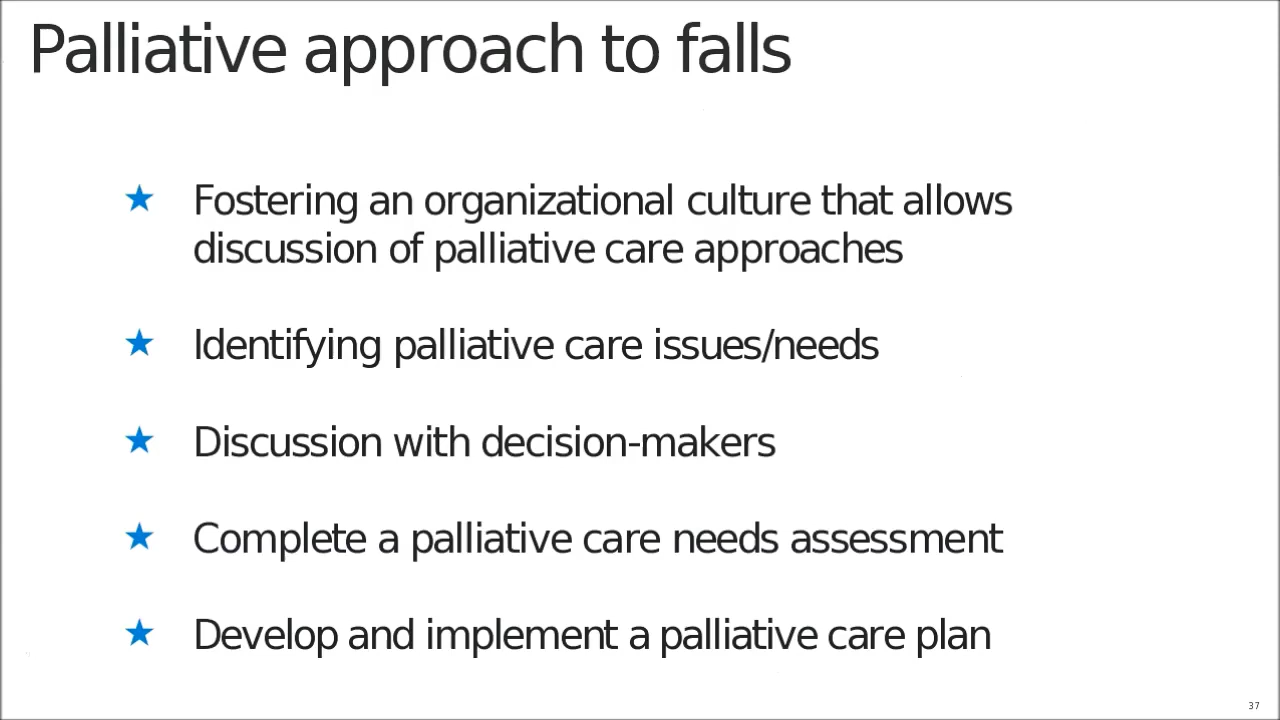 Palliative approach to falls
★ Fostering an organizational culture that allows
discussion of palliative care approaches
★ Identifying palliative care issues/needs
★ Discussion with decision-makers
★ Complete a palliative care needs assessment
★ Develop and implement a palliative care plan
37